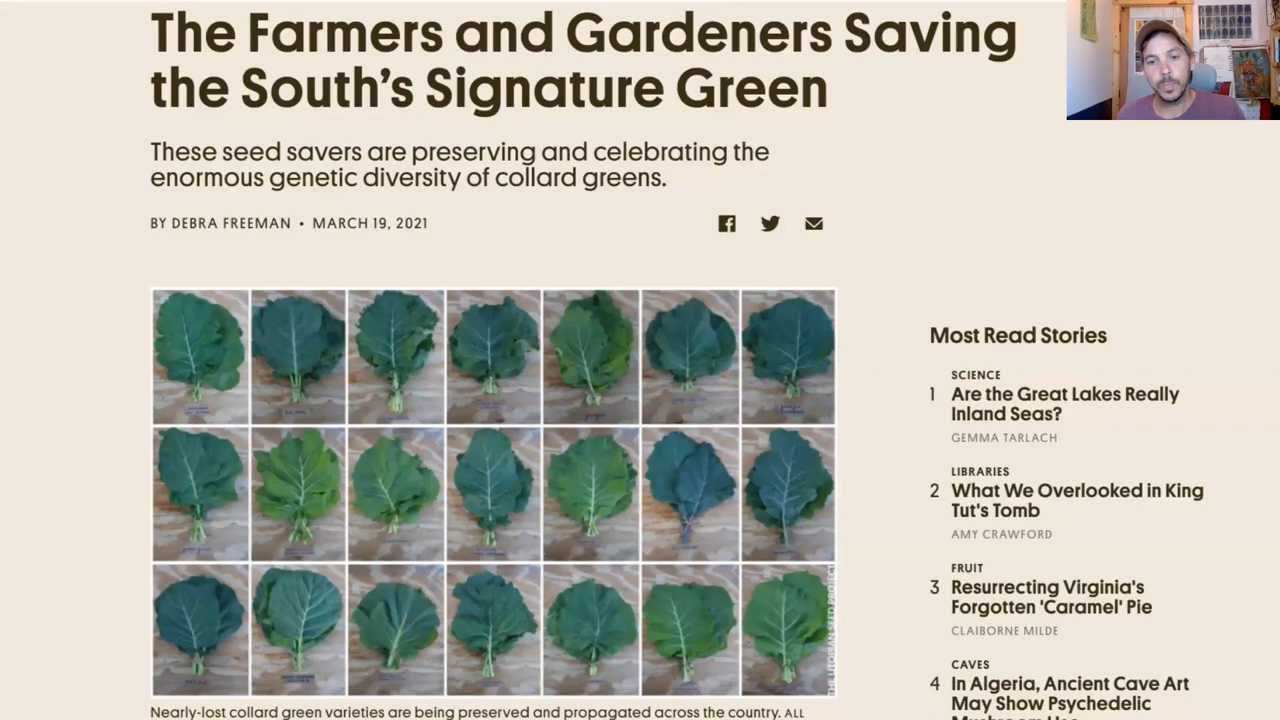 The Farmers and Gardeners Saving
the South's Signature Green
These seed savers are preserving and celebrating the
enormous genetic diversity of collard greens.
BY DEBRA FREEMAN • MARCH 19, 2021
THE UTOPIAN SEED PROJECT
Nearly-lost collard green varieties are being preserved and propagated across the country. ALL
Most Read Stories
SCIENCE
1 Are the Great Lakes Really
Inland Seas?
GEMMA TARLACH
LIBRARIES
2 What We Overlooked in King
Tut's Tomb
AMY CRAWFORD
FRUIT
3 Resurrecting Virginia's
Forgotten 'Caramel' Pie
CLAIBORNE MILDE
CAVES
4 In Algeria, Ancient Cave Art
May Show Psychedelic